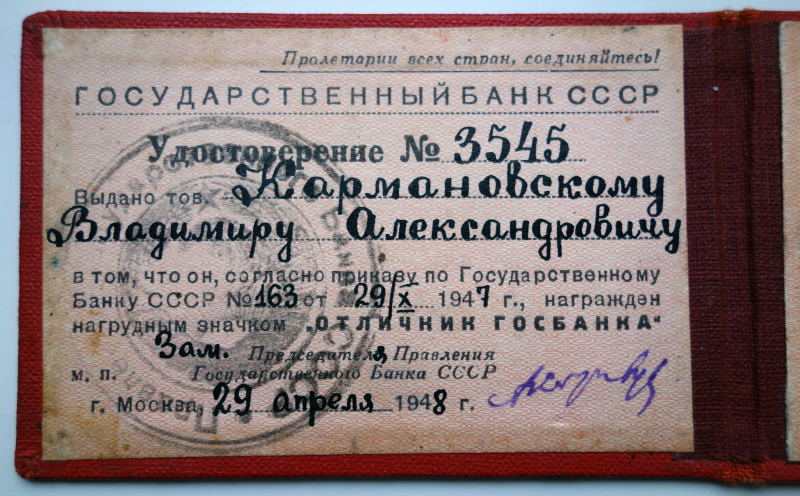 Пролетарии всех стран, соединяйтесь!
ГОСУДАРСТВЕННЫЙ БАНК СССР
Удостоверение № 3545
Выдано тов. Кармановскому
Владимиру Александровичу
в том, что он, согласно приказу по Государственному
Банку СССР № 163 от 29/X 1947 г., награжден
нагрудным значком „ОТЛИЧНИК ГОСБАНКА“
Зам. Председателя Правления
м. п. Государственного Банка СССР
г. Москва, 29 апреля 1948 г.